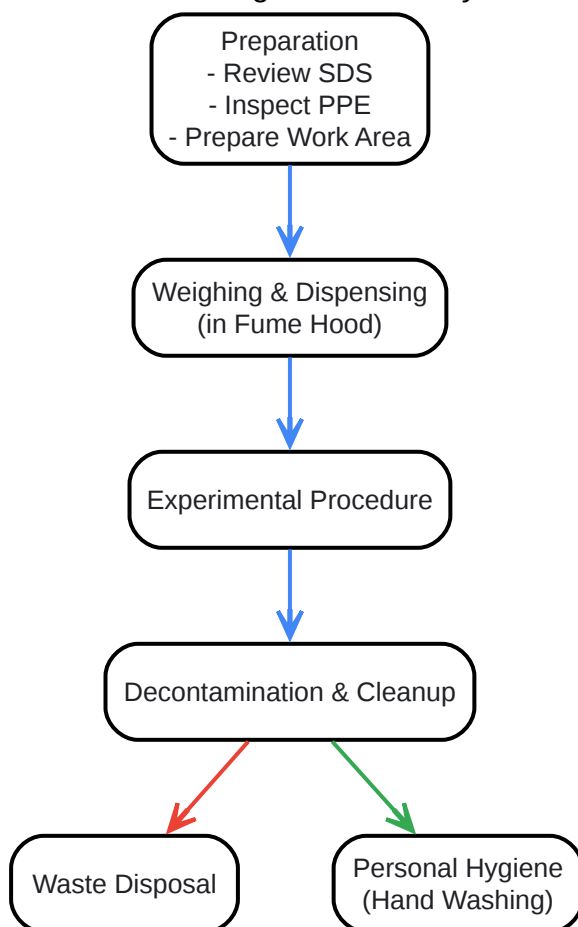 Preparation
- Review SDS
- Inspect PPE
- Prepare Work Area
Weighing & Dispensing
(in Fume Hood)
Experimental Procedure
Decontamination & Cleanup
Waste Disposal
Personal Hygiene
(Hand Washing)